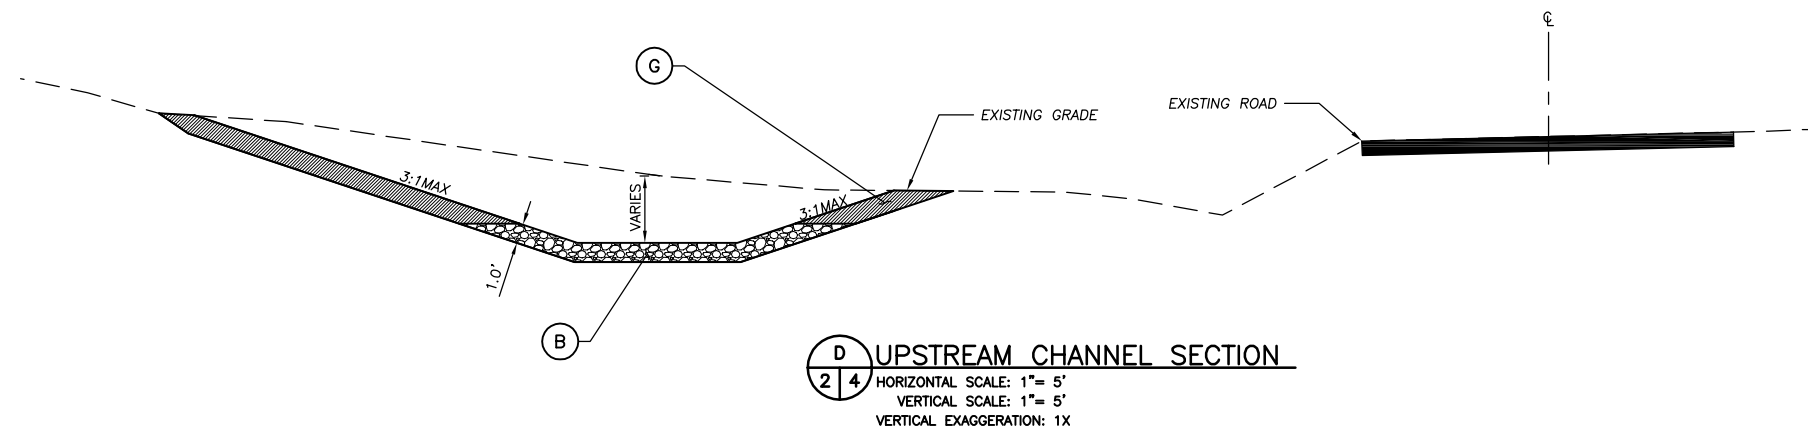 ℄
G
EXISTING GRADE
EXISTING ROAD
3:1MAX
VARIES
3:1MAX
1.0'
B
D
2 4
UPSTREAM CHANNEL SECTION
HORIZONTAL SCALE: 1"= 5'
VERTICAL SCALE: 1"= 5'
VERTICAL EXAGGERATION: 1X